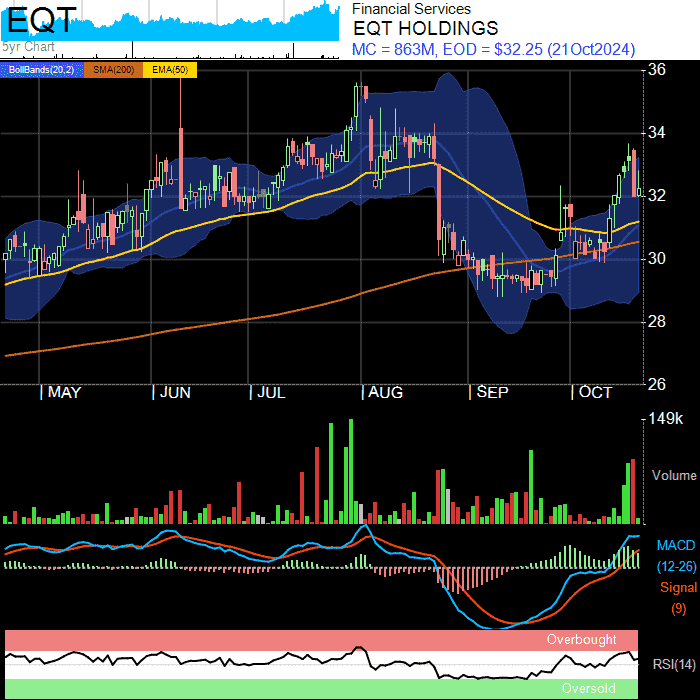 EQT
5yr Chart
Financial Services
EQT HOLDINGS
MC = 863M, EOD = $32.25 (21Oct2024)
BollBands(20,2) SMA(200) EMA(50)
36
34
32
30
28
26
MAY JUN JUL AUG SEP OCT
149k
Volume
MACD
(12-26)
Signal
(9)
Overbought
RSI(14)
Oversold